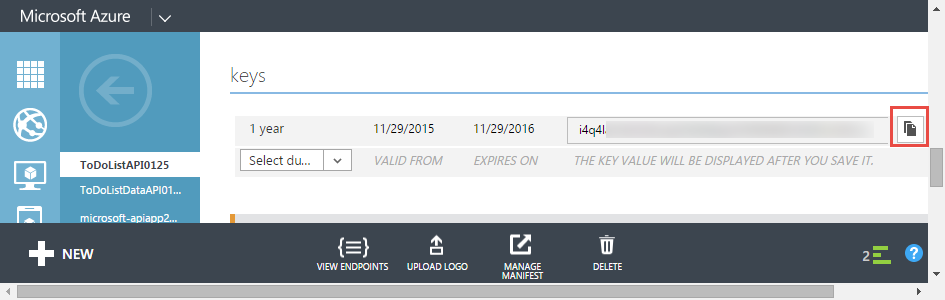 Microsoft Azure
keys
1 year 11/29/2015 11/29/2016
ToDoListAPI0125
Select du... VALID FROM EXPIRES ON THE KEY VALUE WILL BE DISPLAYED AFTER YOU SAVE IT.
ToDoListDataAPI01...
microsoft-apiapp2...
NEW
VIEW ENDPOINTS
UPLOAD LOGO
MANAGE
MANIFEST
DELETE
2
?